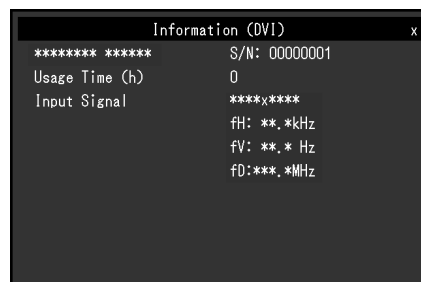 Information (DVI) x
******** ****** S/N: 00000001
Usage Time (h) 0
Input Signal ****x****
fH: **.*kHz
fV: **.* Hz
fD:***.*MHz